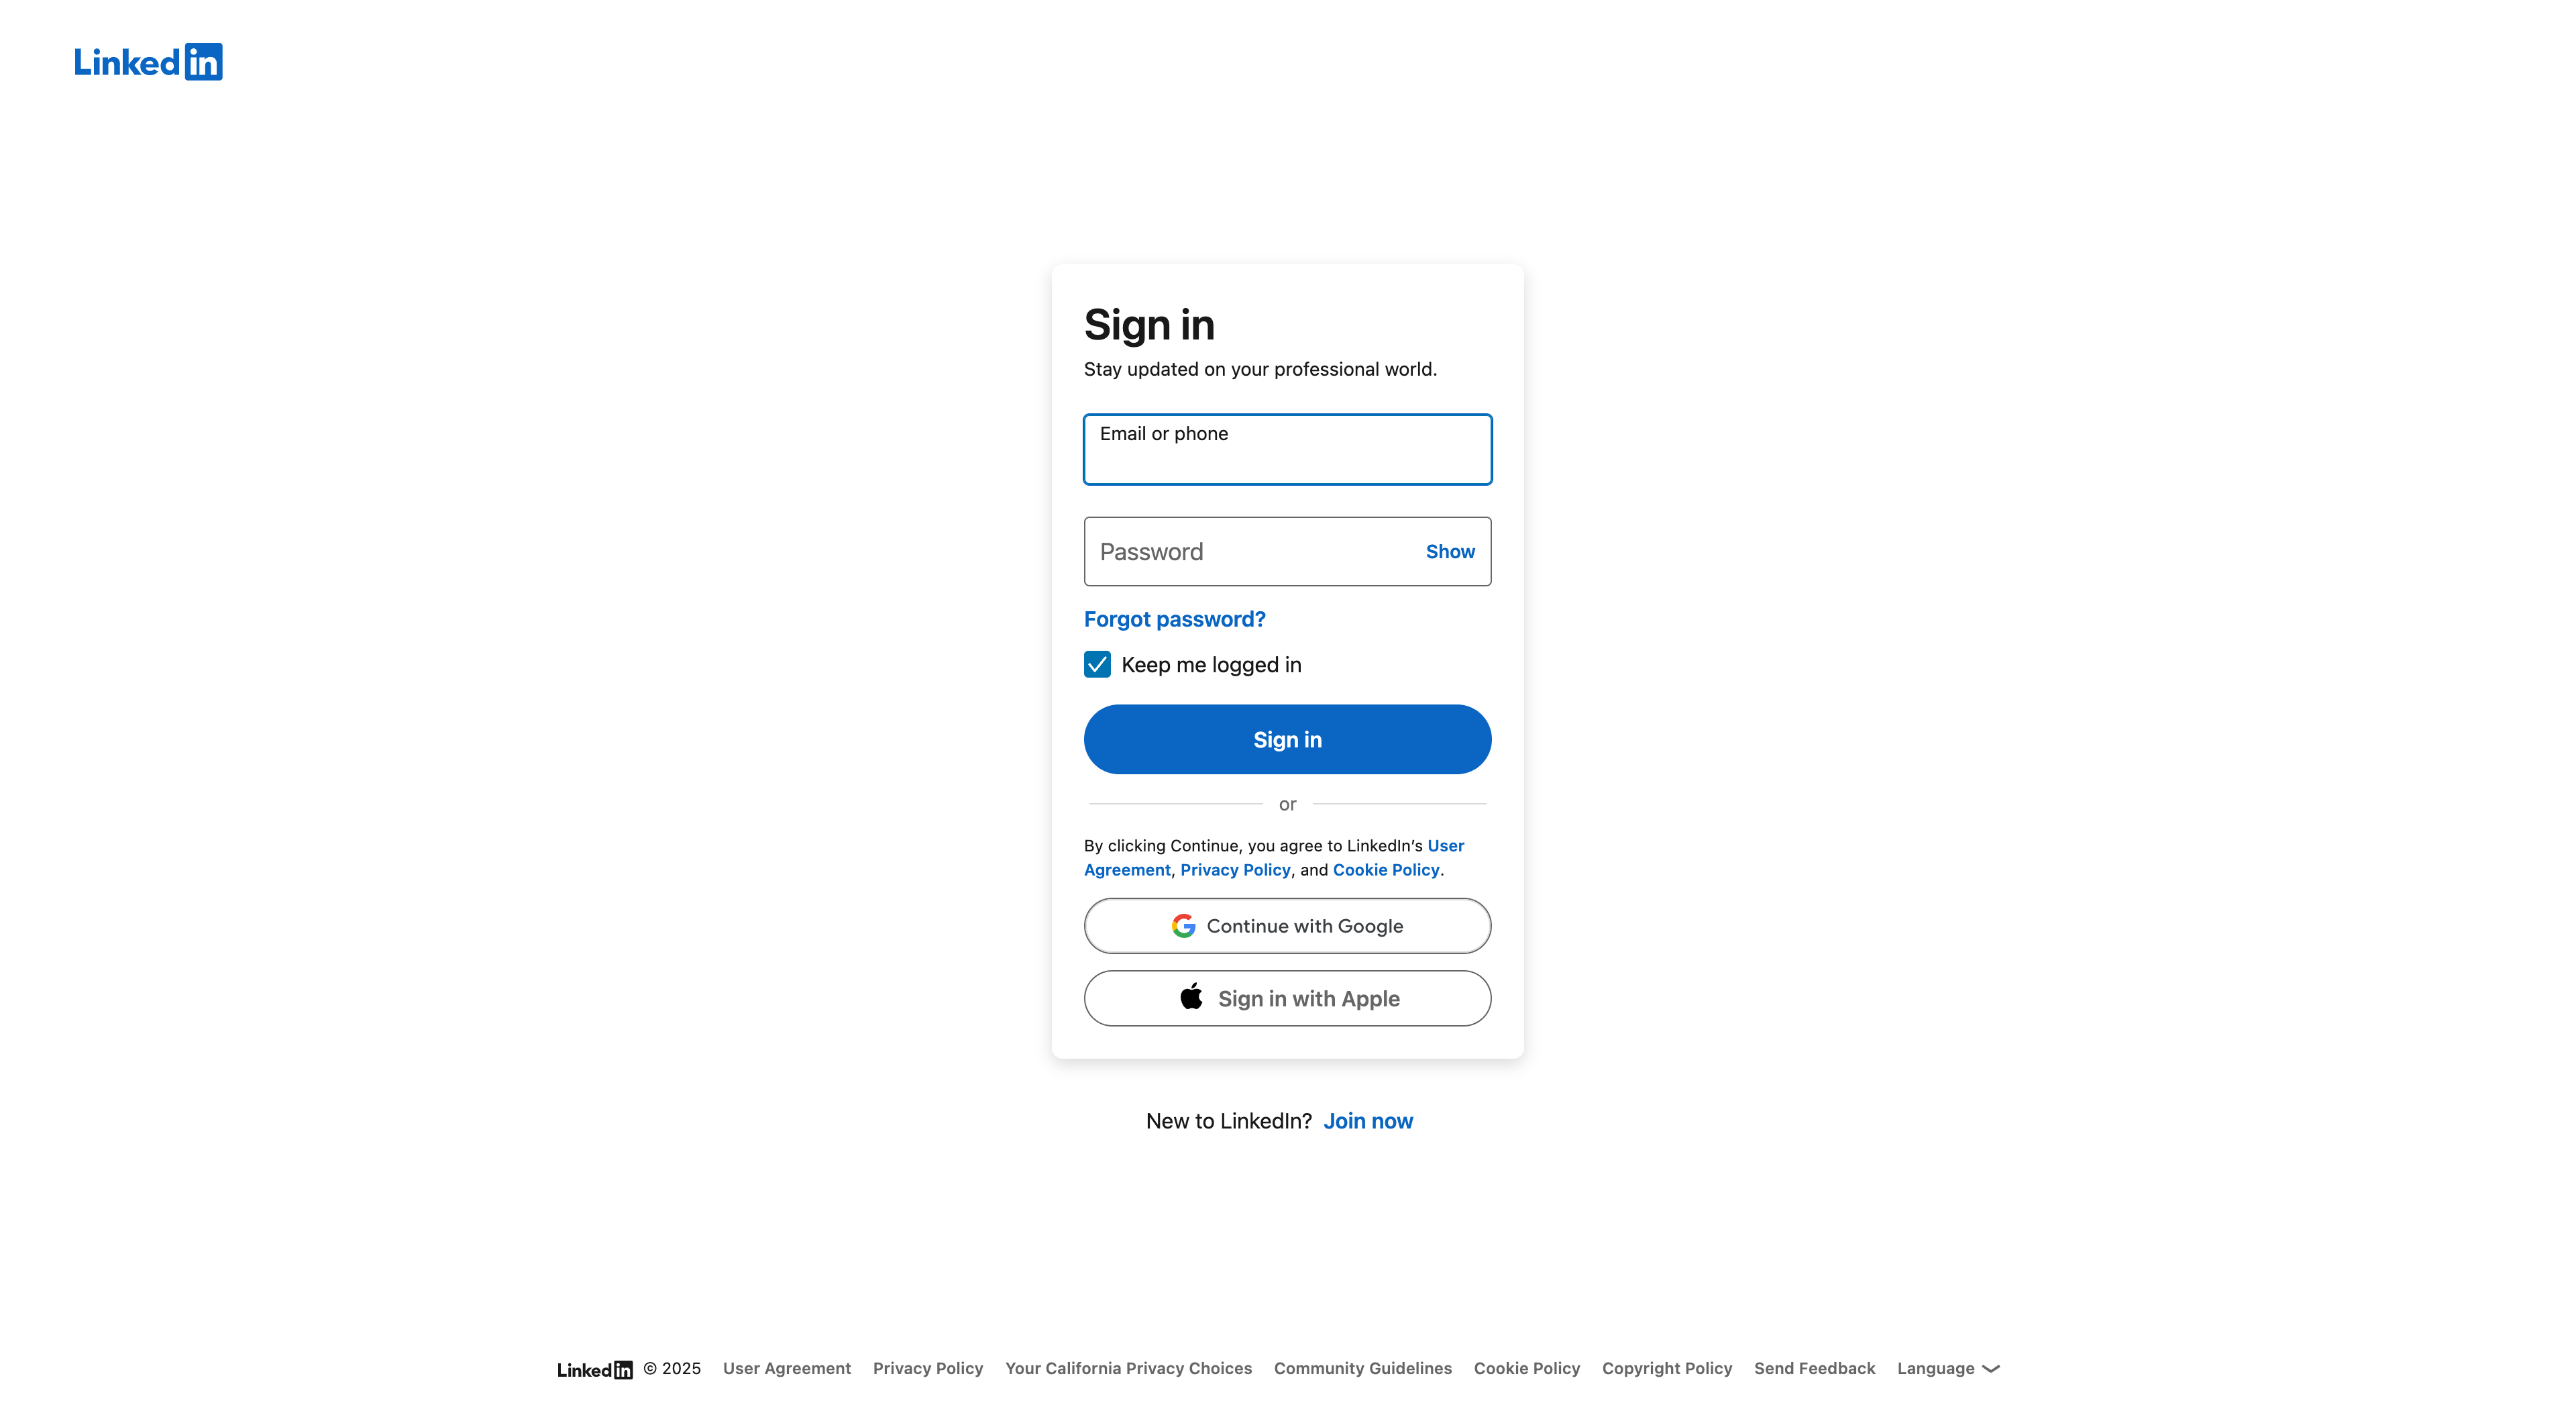 LinkedIn
Sign in
Stay updated on your professional world.
Email or phone
Password
Show
Forgot password?
Keep me logged in
Sign in
or
By clicking Continue, you agree to LinkedIn’s User
Agreement, Privacy Policy, and Cookie Policy.
Continue with Google
Sign in with Apple
New to LinkedIn? Join now
LinkedIn © 2025 User Agreement Privacy Policy Your California Privacy Choices Community Guidelines Cookie Policy Copyright Policy Send Feedback Language